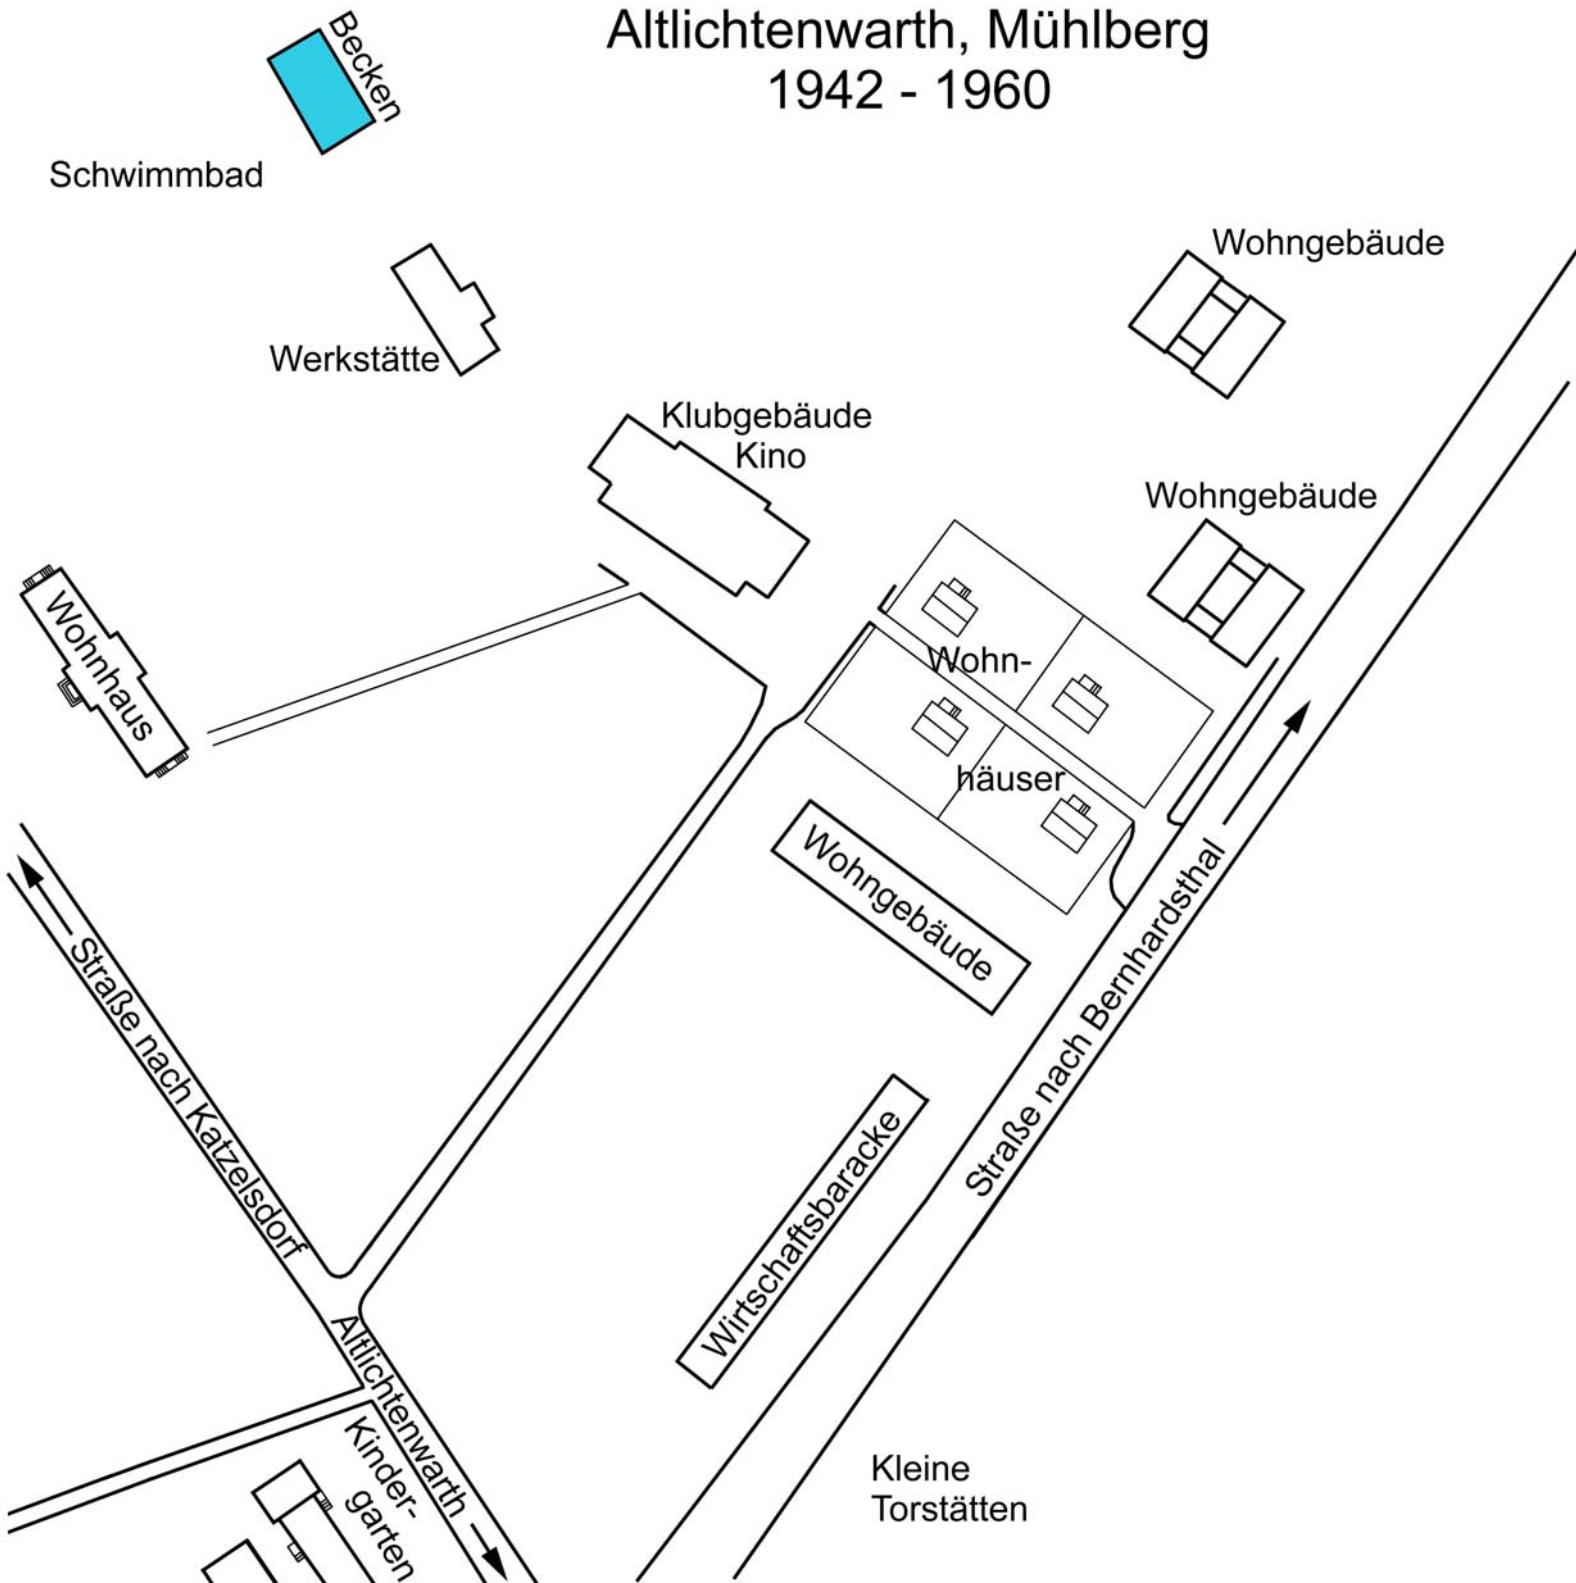 Altlichtenwarth, Mühlberg
1942 - 1960
Becken
Schwimmbad
Wohngebäude
Werkstätte
Klubgebäude
Kino
Wohngebäude
Wohnhaus
Wohn-
häuser
Wohngebäude
Straße nach Bernhardsthal
Straße nach Katzelsdorf
Wirtschaftsbaracke
Altlichtenwarth
Kinder-
garten
Kleine
Torstätten